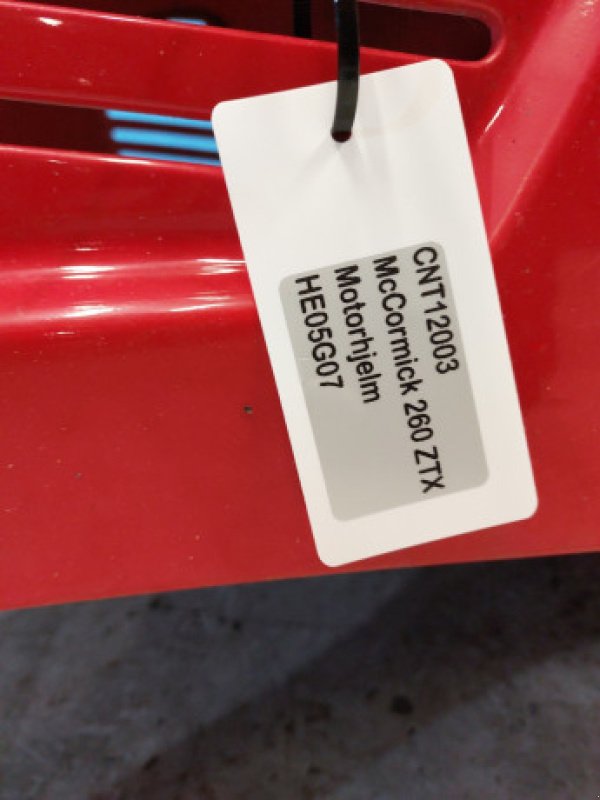 CNT12003
McCormick 260 ZTX
Motorhjelm
HE05G07